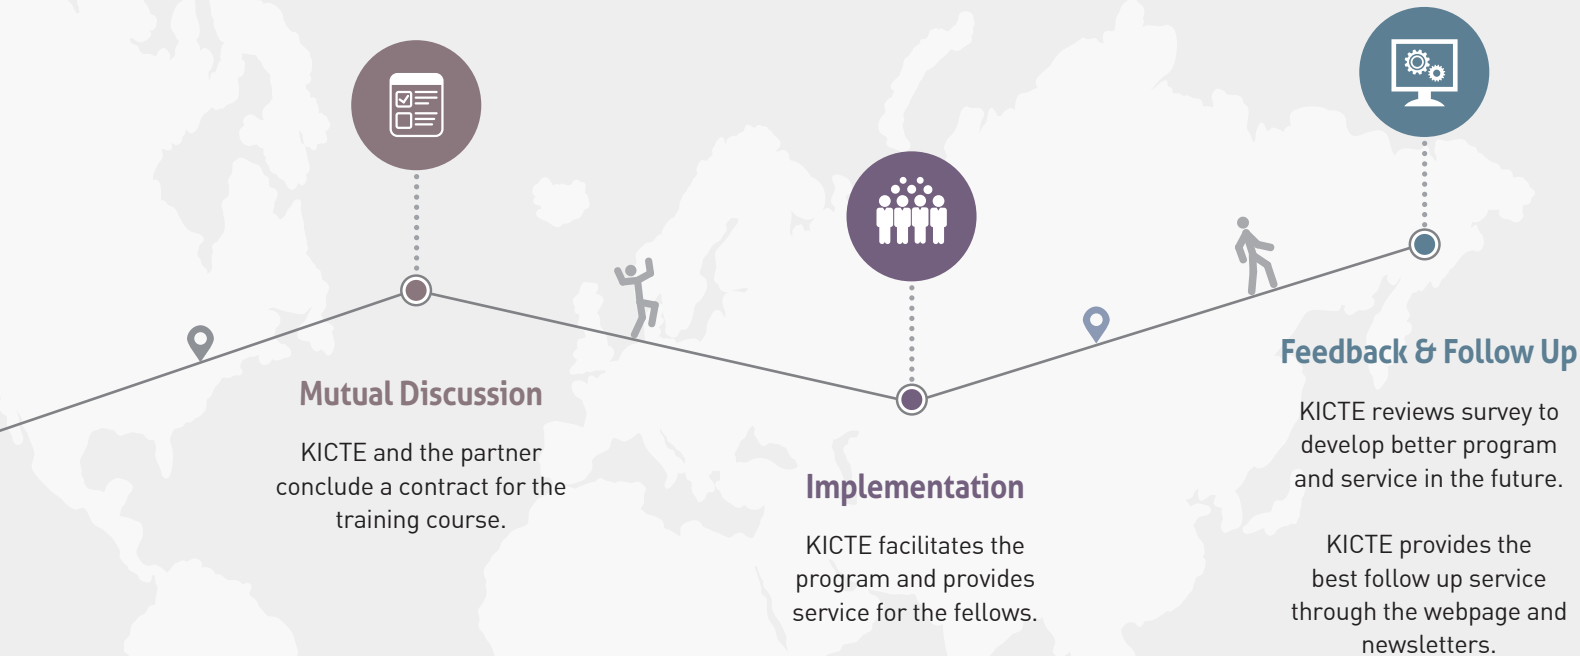 Mutual Discussion
KICTE and the partner
conclude a contract for the
training course.
Implementation
KICTE facilitates the
program and provides
service for the fellows.
Feedback & Follow Up
KICTE reviews survey to
develop better program
and service in the future.
KICTE provides the
best follow up service
through the webpage and
newsletters.